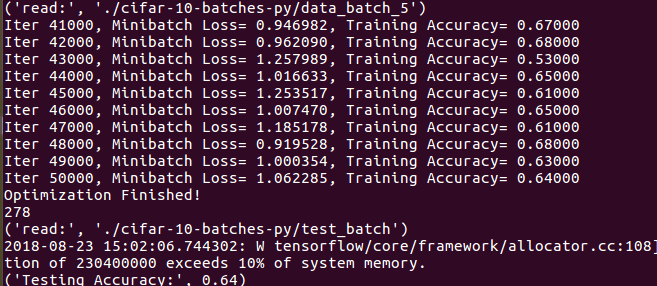 ('read:', './cifar-10-batches-py/data_batch_5')
Iter 41000, Minibatch Loss= 0.946982, Training Accuracy= 0.67000
Iter 42000, Minibatch Loss= 0.962090, Training Accuracy= 0.68000
Iter 43000, Minibatch Loss= 1.257989, Training Accuracy= 0.53000
Iter 44000, Minibatch Loss= 1.016633, Training Accuracy= 0.65000
Iter 45000, Minibatch Loss= 1.253517, Training Accuracy= 0.61000
Iter 46000, Minibatch Loss= 1.007470, Training Accuracy= 0.65000
Iter 47000, Minibatch Loss= 1.185178, Training Accuracy= 0.61000
Iter 48000, Minibatch Loss= 0.919528, Training Accuracy= 0.68000
Iter 49000, Minibatch Loss= 1.000354, Training Accuracy= 0.63000
Iter 50000, Minibatch Loss= 1.062285, Training Accuracy= 0.64000
Optimization Finished!
278
('read:', './cifar-10-batches-py/test_batch')
2018-08-23 15:02:06.744302: W tensorflow/core/framework/allocator.cc:108]
tion of 230400000 exceeds 10% of system memory.
('Testing Accuracy:', 0.64)